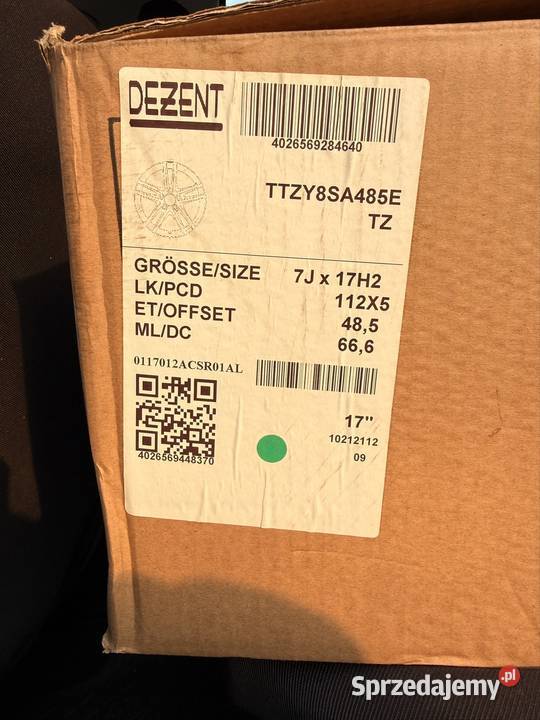 DEZENT
4026569284640
TTZY8SA485E
TZ
GRÖSSE/SIZE 7J x 17H2
LK/PCD 112X5
ET/OFFSET 48,5
ML/DC 66,6
0117012ACSR01AL
17"
10212112
09
4026569448370
Sprzedajemy.pl